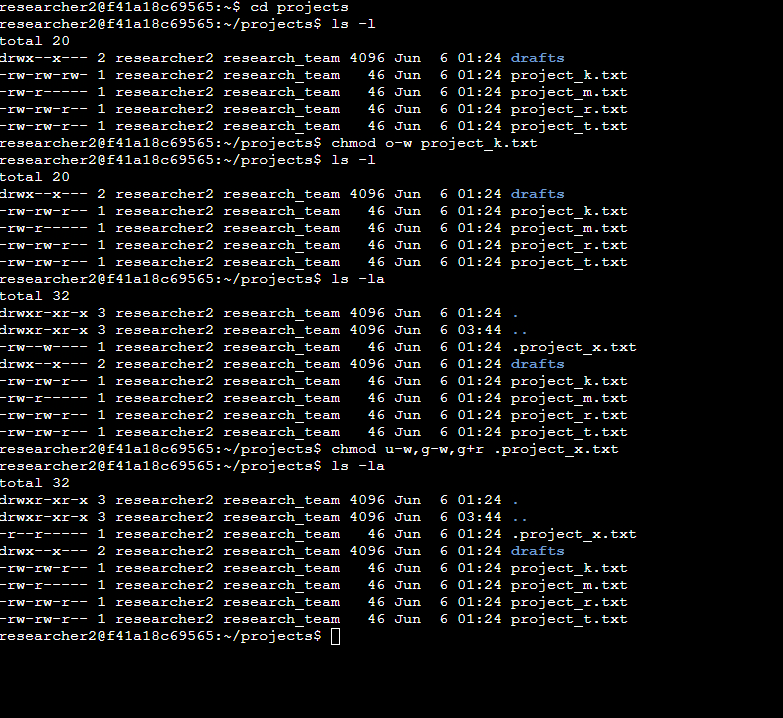 researcher2@f41a18c69565:~$ cd projects
researcher2@f41a18c69565:~/projects$ ls -l
total 20
drwx--x--- 2 researcher2 research_team 4096 Jun  6 01:24 drafts
-rw-rw-rw- 1 researcher2 research_team   46 Jun  6 01:24 project_k.txt
-rw-r----- 1 researcher2 research_team   46 Jun  6 01:24 project_m.txt
-rw-rw-r-- 1 researcher2 research_team   46 Jun  6 01:24 project_r.txt
-rw-rw-r-- 1 researcher2 research_team   46 Jun  6 01:24 project_t.txt
researcher2@f41a18c69565:~/projects$ chmod o-w project_k.txt
researcher2@f41a18c69565:~/projects$ ls -l
total 20
drwx--x--- 2 researcher2 research_team 4096 Jun  6 01:24 drafts
-rw-rw-r-- 1 researcher2 research_team   46 Jun  6 01:24 project_k.txt
-rw-r----- 1 researcher2 research_team   46 Jun  6 01:24 project_m.txt
-rw-rw-r-- 1 researcher2 research_team   46 Jun  6 01:24 project_r.txt
-rw-rw-r-- 1 researcher2 research_team   46 Jun  6 01:24 project_t.txt
researcher2@f41a18c69565:~/projects$ ls -la
total 32
drwxr-xr-x 3 researcher2 research_team 4096 Jun  6 01:24 .
drwxr-xr-x 3 researcher2 research_team 4096 Jun  6 03:44 ..
-rw--w---- 1 researcher2 research_team   46 Jun  6 01:24 .project_x.txt
drwx--x--- 2 researcher2 research_team 4096 Jun  6 01:24 drafts
-rw-rw-r-- 1 researcher2 research_team   46 Jun  6 01:24 project_k.txt
-rw-r----- 1 researcher2 research_team   46 Jun  6 01:24 project_m.txt
-rw-rw-r-- 1 researcher2 research_team   46 Jun  6 01:24 project_r.txt
-rw-rw-r-- 1 researcher2 research_team   46 Jun  6 01:24 project_t.txt
researcher2@f41a18c69565:~/projects$ chmod u-w,g-w,g+r .project_x.txt
researcher2@f41a18c69565:~/projects$ ls -la
total 32
drwxr-xr-x 3 researcher2 research_team 4096 Jun  6 01:24 .
drwxr-xr-x 3 researcher2 research_team 4096 Jun  6 03:44 ..
-r--r----- 1 researcher2 research_team   46 Jun  6 01:24 .project_x.txt
drwx--x--- 2 researcher2 research_team 4096 Jun  6 01:24 drafts
-rw-rw-r-- 1 researcher2 research_team   46 Jun  6 01:24 project_k.txt
-rw-r----- 1 researcher2 research_team   46 Jun  6 01:24 project_m.txt
-rw-rw-r-- 1 researcher2 research_team   46 Jun  6 01:24 project_r.txt
-rw-rw-r-- 1 researcher2 research_team   46 Jun  6 01:24 project_t.txt
researcher2@f41a18c69565:~/projects$